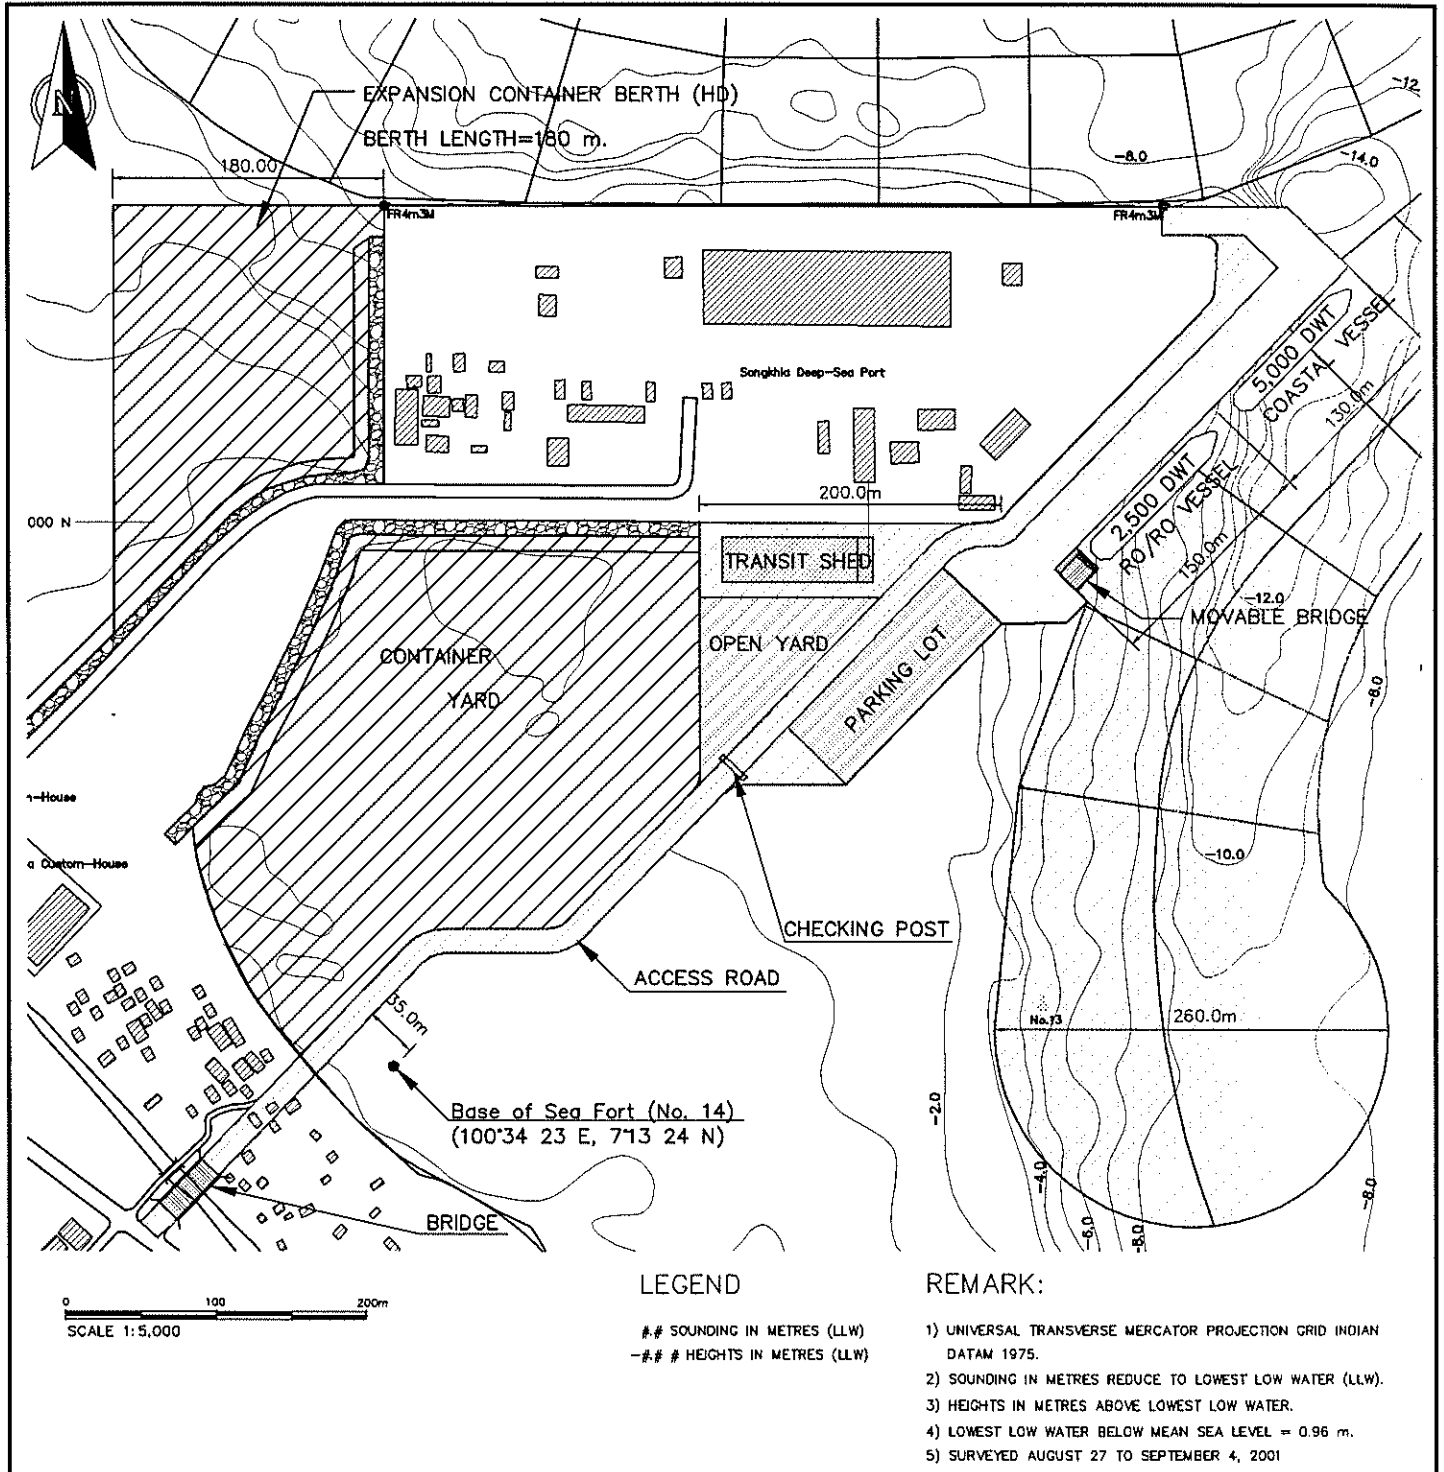 N
EXPANSION CONTAINER BERTH (HD)
BERTH LENGTH=180 m.
180.00
-12.
-8.0
-14.0
FR4m3M
FR4m3M
Songkhla Deep-Sea Port
5,000 DWT
COASTAL VESSEL
130.0m
2,500 DWT
RO/RO VESSEL
150.0m
200.0m
000 N
TRANSIT SHED
-12.0
MOVABLE BRIDGE
OPEN YARD
CONTAINER
YARD
PARKING LOT
-8.0
-House
a Custom-House
-10.0
CHECKING POST
ACCESS ROAD
35.0m
No.13
260.0m
Base of Sea Fort (No. 14)
(100°34 23 E, 7°13 24 N)
-2.0
-4.0
-6.0
-8.0
-8.0
BRIDGE
0 100 200m
SCALE 1:5,000
LEGEND
#.# SOUNDING IN METRES (LLW)
-#.# # HEIGHTS IN METRES (LLW)
REMARK:
1) UNIVERSAL TRANSVERSE MERCATOR PROJECTION GRID INDIAN
DATAM 1975.
2) SOUNDING IN METRES REDUCE TO LOWEST LOW WATER (LLW).
3) HEIGHTS IN METRES ABOVE LOWEST LOW WATER.
4) LOWEST LOW WATER BELOW MEAN SEA LEVEL = 0.96 m.
5) SURVEYED AUGUST 27 TO SEPTEMBER 4, 2001